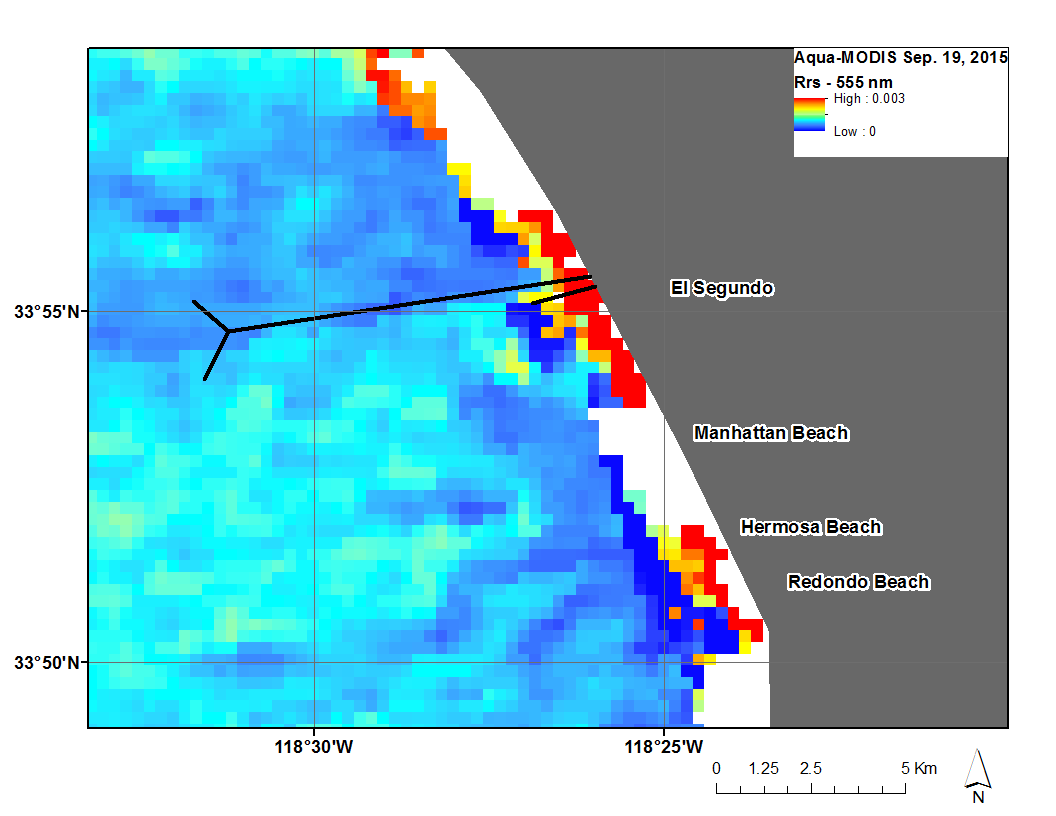 Aqua-MODIS Sep. 19, 2015
Rrs - 555 nm
High : 0.003
Low : 0
El Segundo
33°55'N
Manhattan Beach
Hermosa Beach
Redondo Beach
33°50'N
118°30'W
118°25'W
0 1.25 2.5 5 Km
N